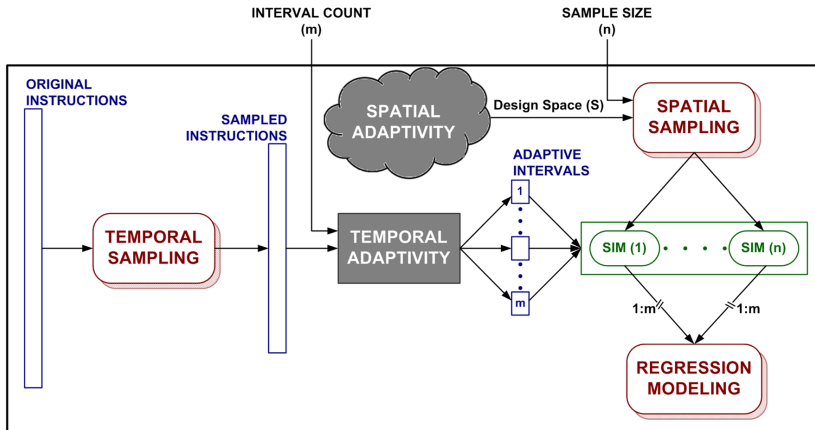 INTERVAL COUNT
(m)
SAMPLE SIZE
(n)
ORIGINAL
INSTRUCTIONS
SAMPLED
INSTRUCTIONS
SPATIAL
ADAPTIVITY
Design Space (S)
SPATIAL
SAMPLING
ADAPTIVE
INTERVALS
1
TEMPORAL
SAMPLING
TEMPORAL
ADAPTIVITY
m
SIM (1)
SIM (n)
1:m
1:m
REGRESSION
MODELING